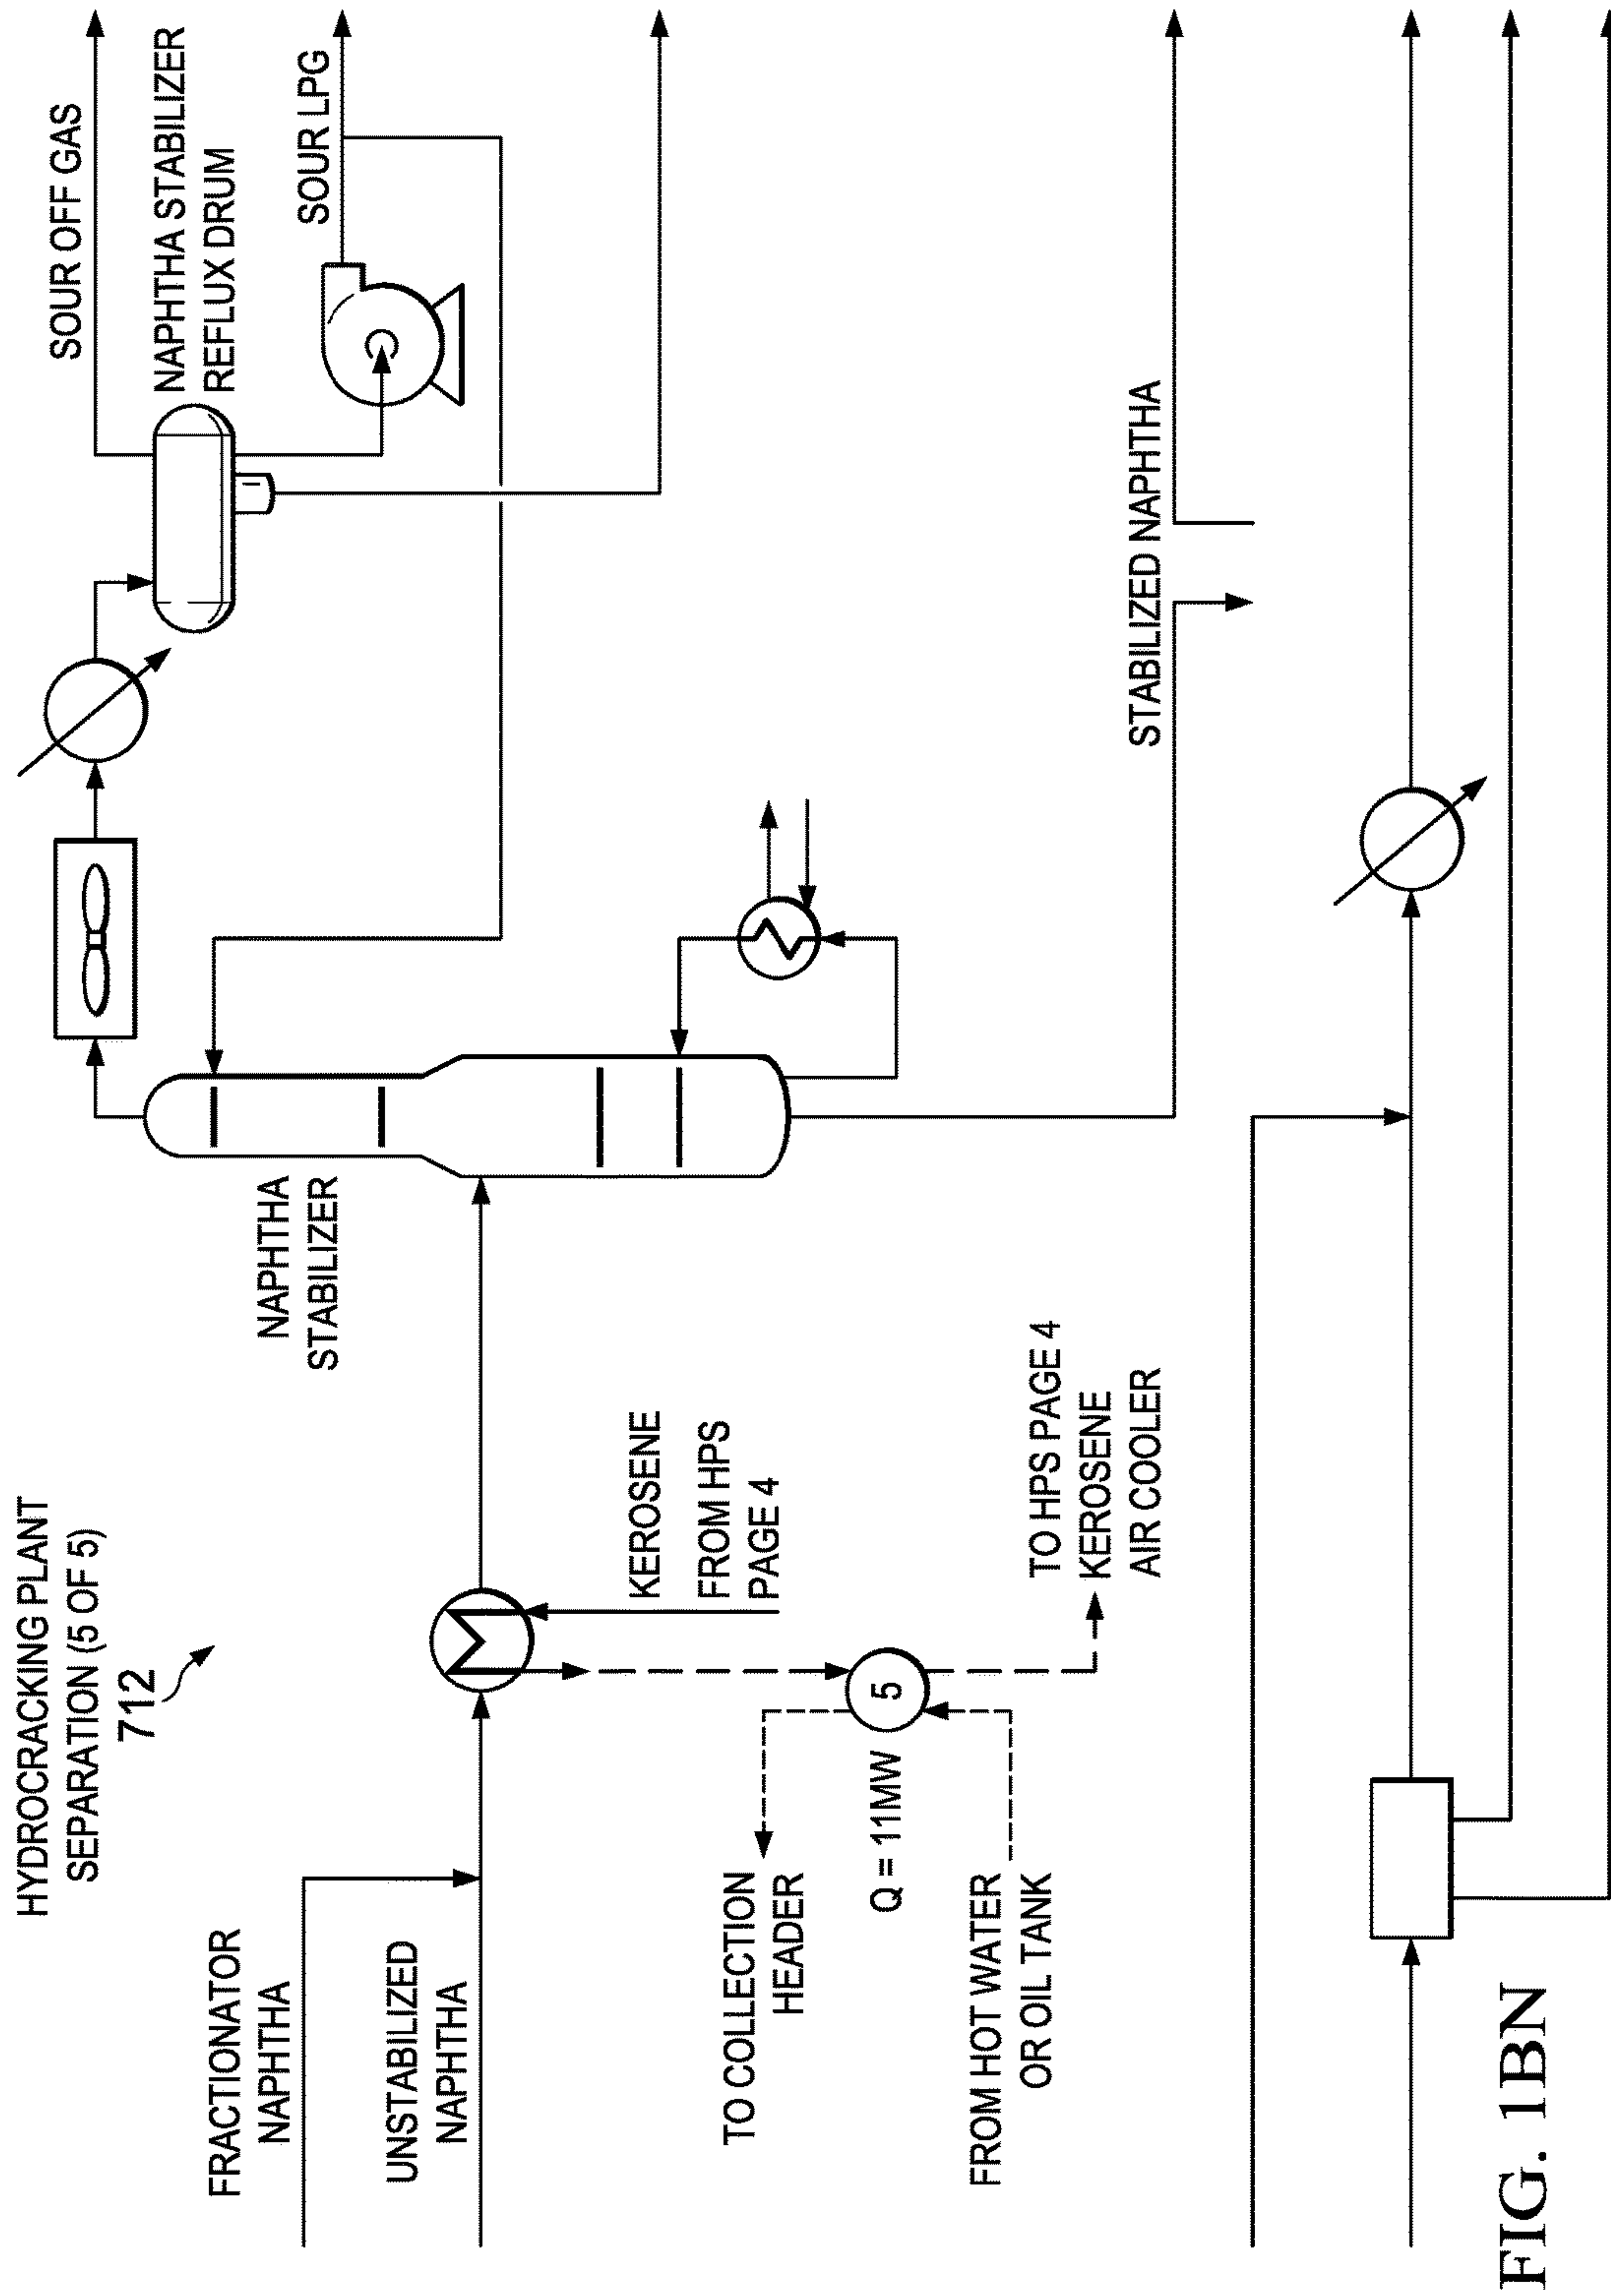 HYDROCRACKING PLANT
SEPARATION (5 OF 5)
712
FRACTIONATOR
NAPHTHA
UNSTABILIZED
NAPHTHA
TO COLLECTION
HEADER
Q = 11MW
5
FROM HOT WATER
OR OIL TANK
KEROSENE
FROM HPS
PAGE 4
TO HPS PAGE 4
KEROSENE
AIR COOLER
NAPHTHA
STABILIZER
SOUR OFF GAS
NAPHTHA STABILIZER
REFLUX DRUM
SOUR LPG
STABILIZED NAPHTHA
FIG. 1BN